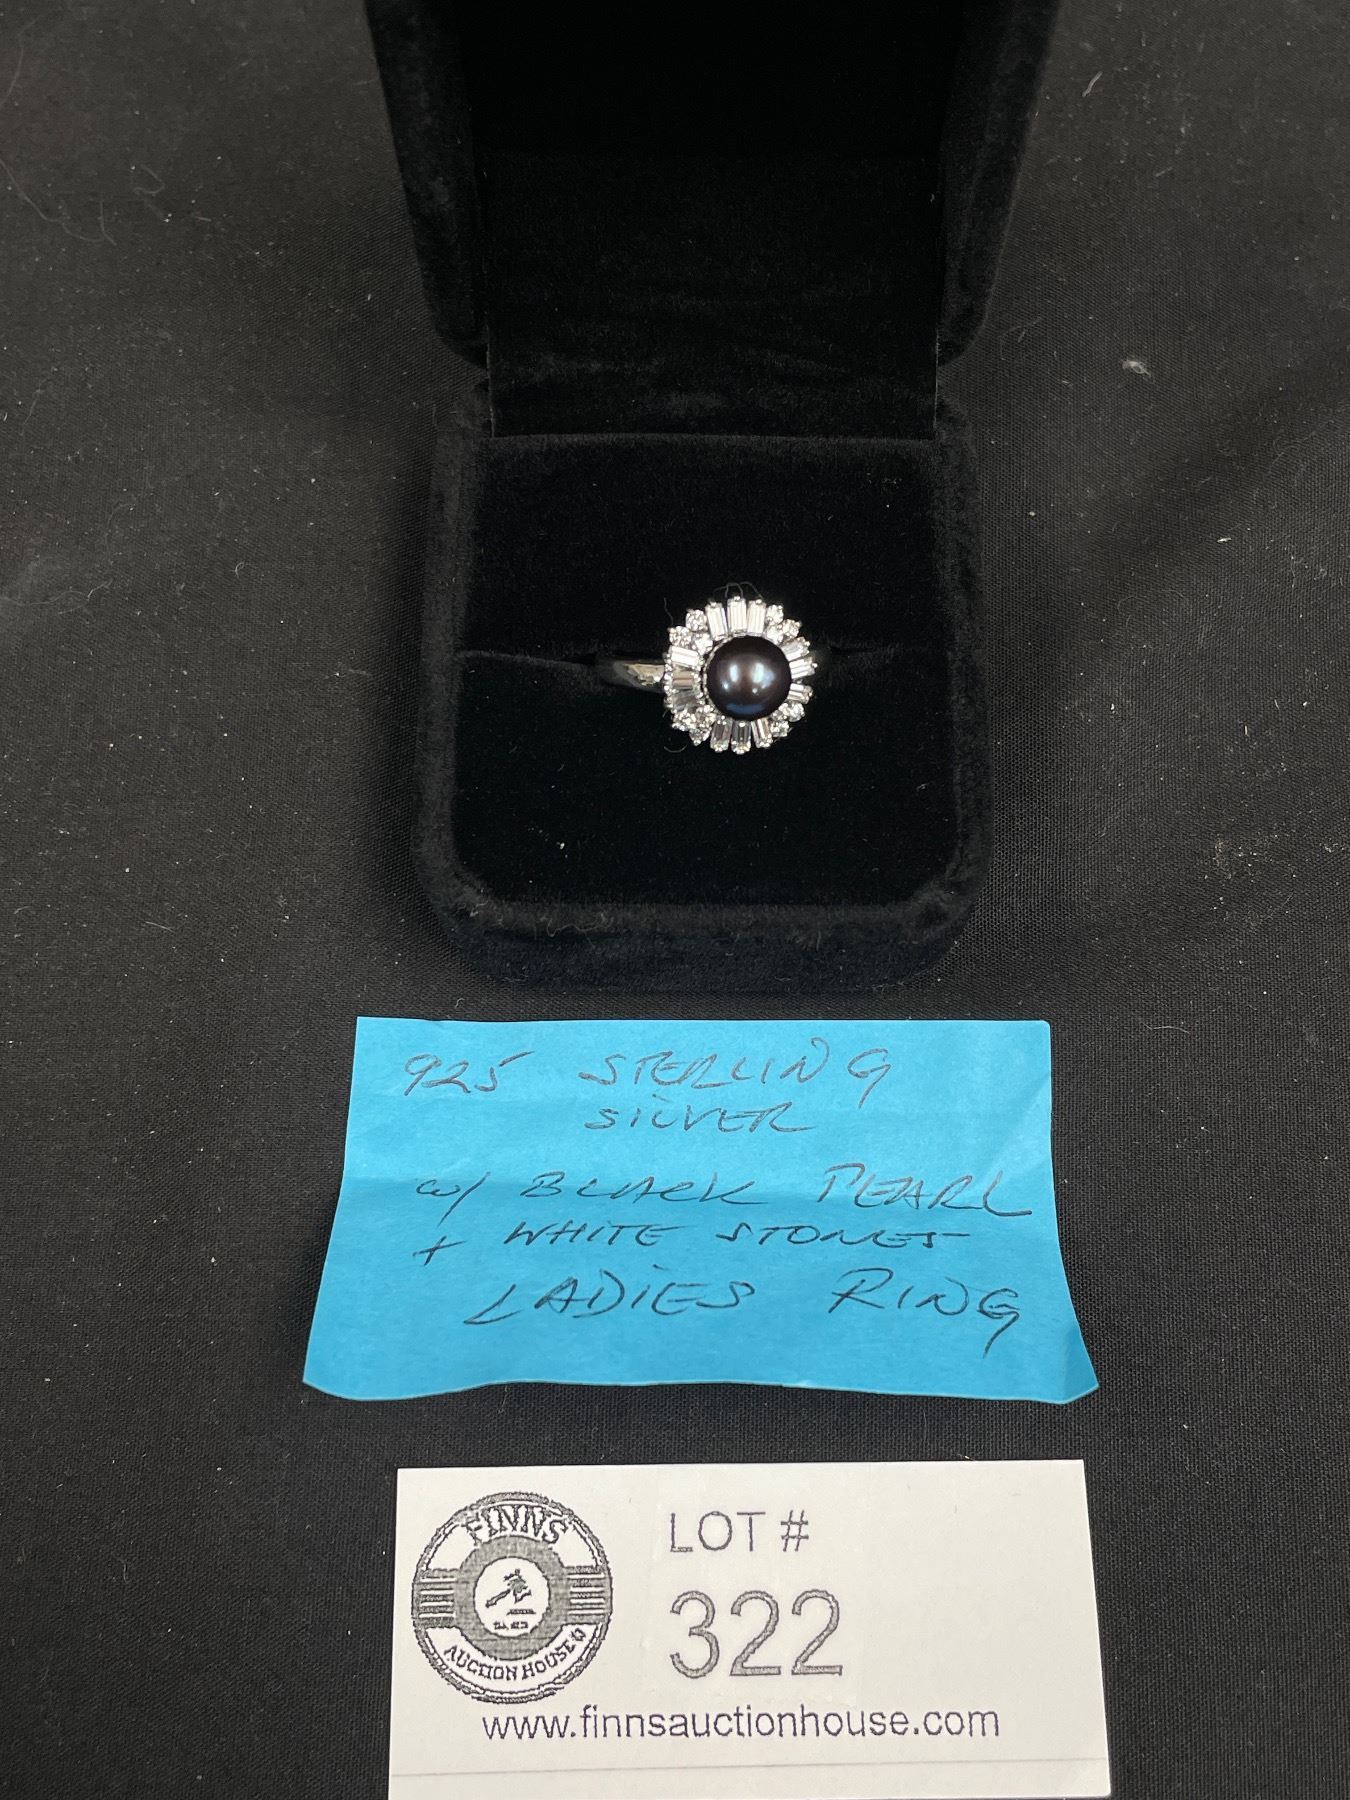 925 STERLING
SILVER
w/ BLACK PEARL
+ WHITE STONES
LADIES RING
FINNS
AUCTION HOUSE
LOT #
322
www.finnsauctionhouse.com